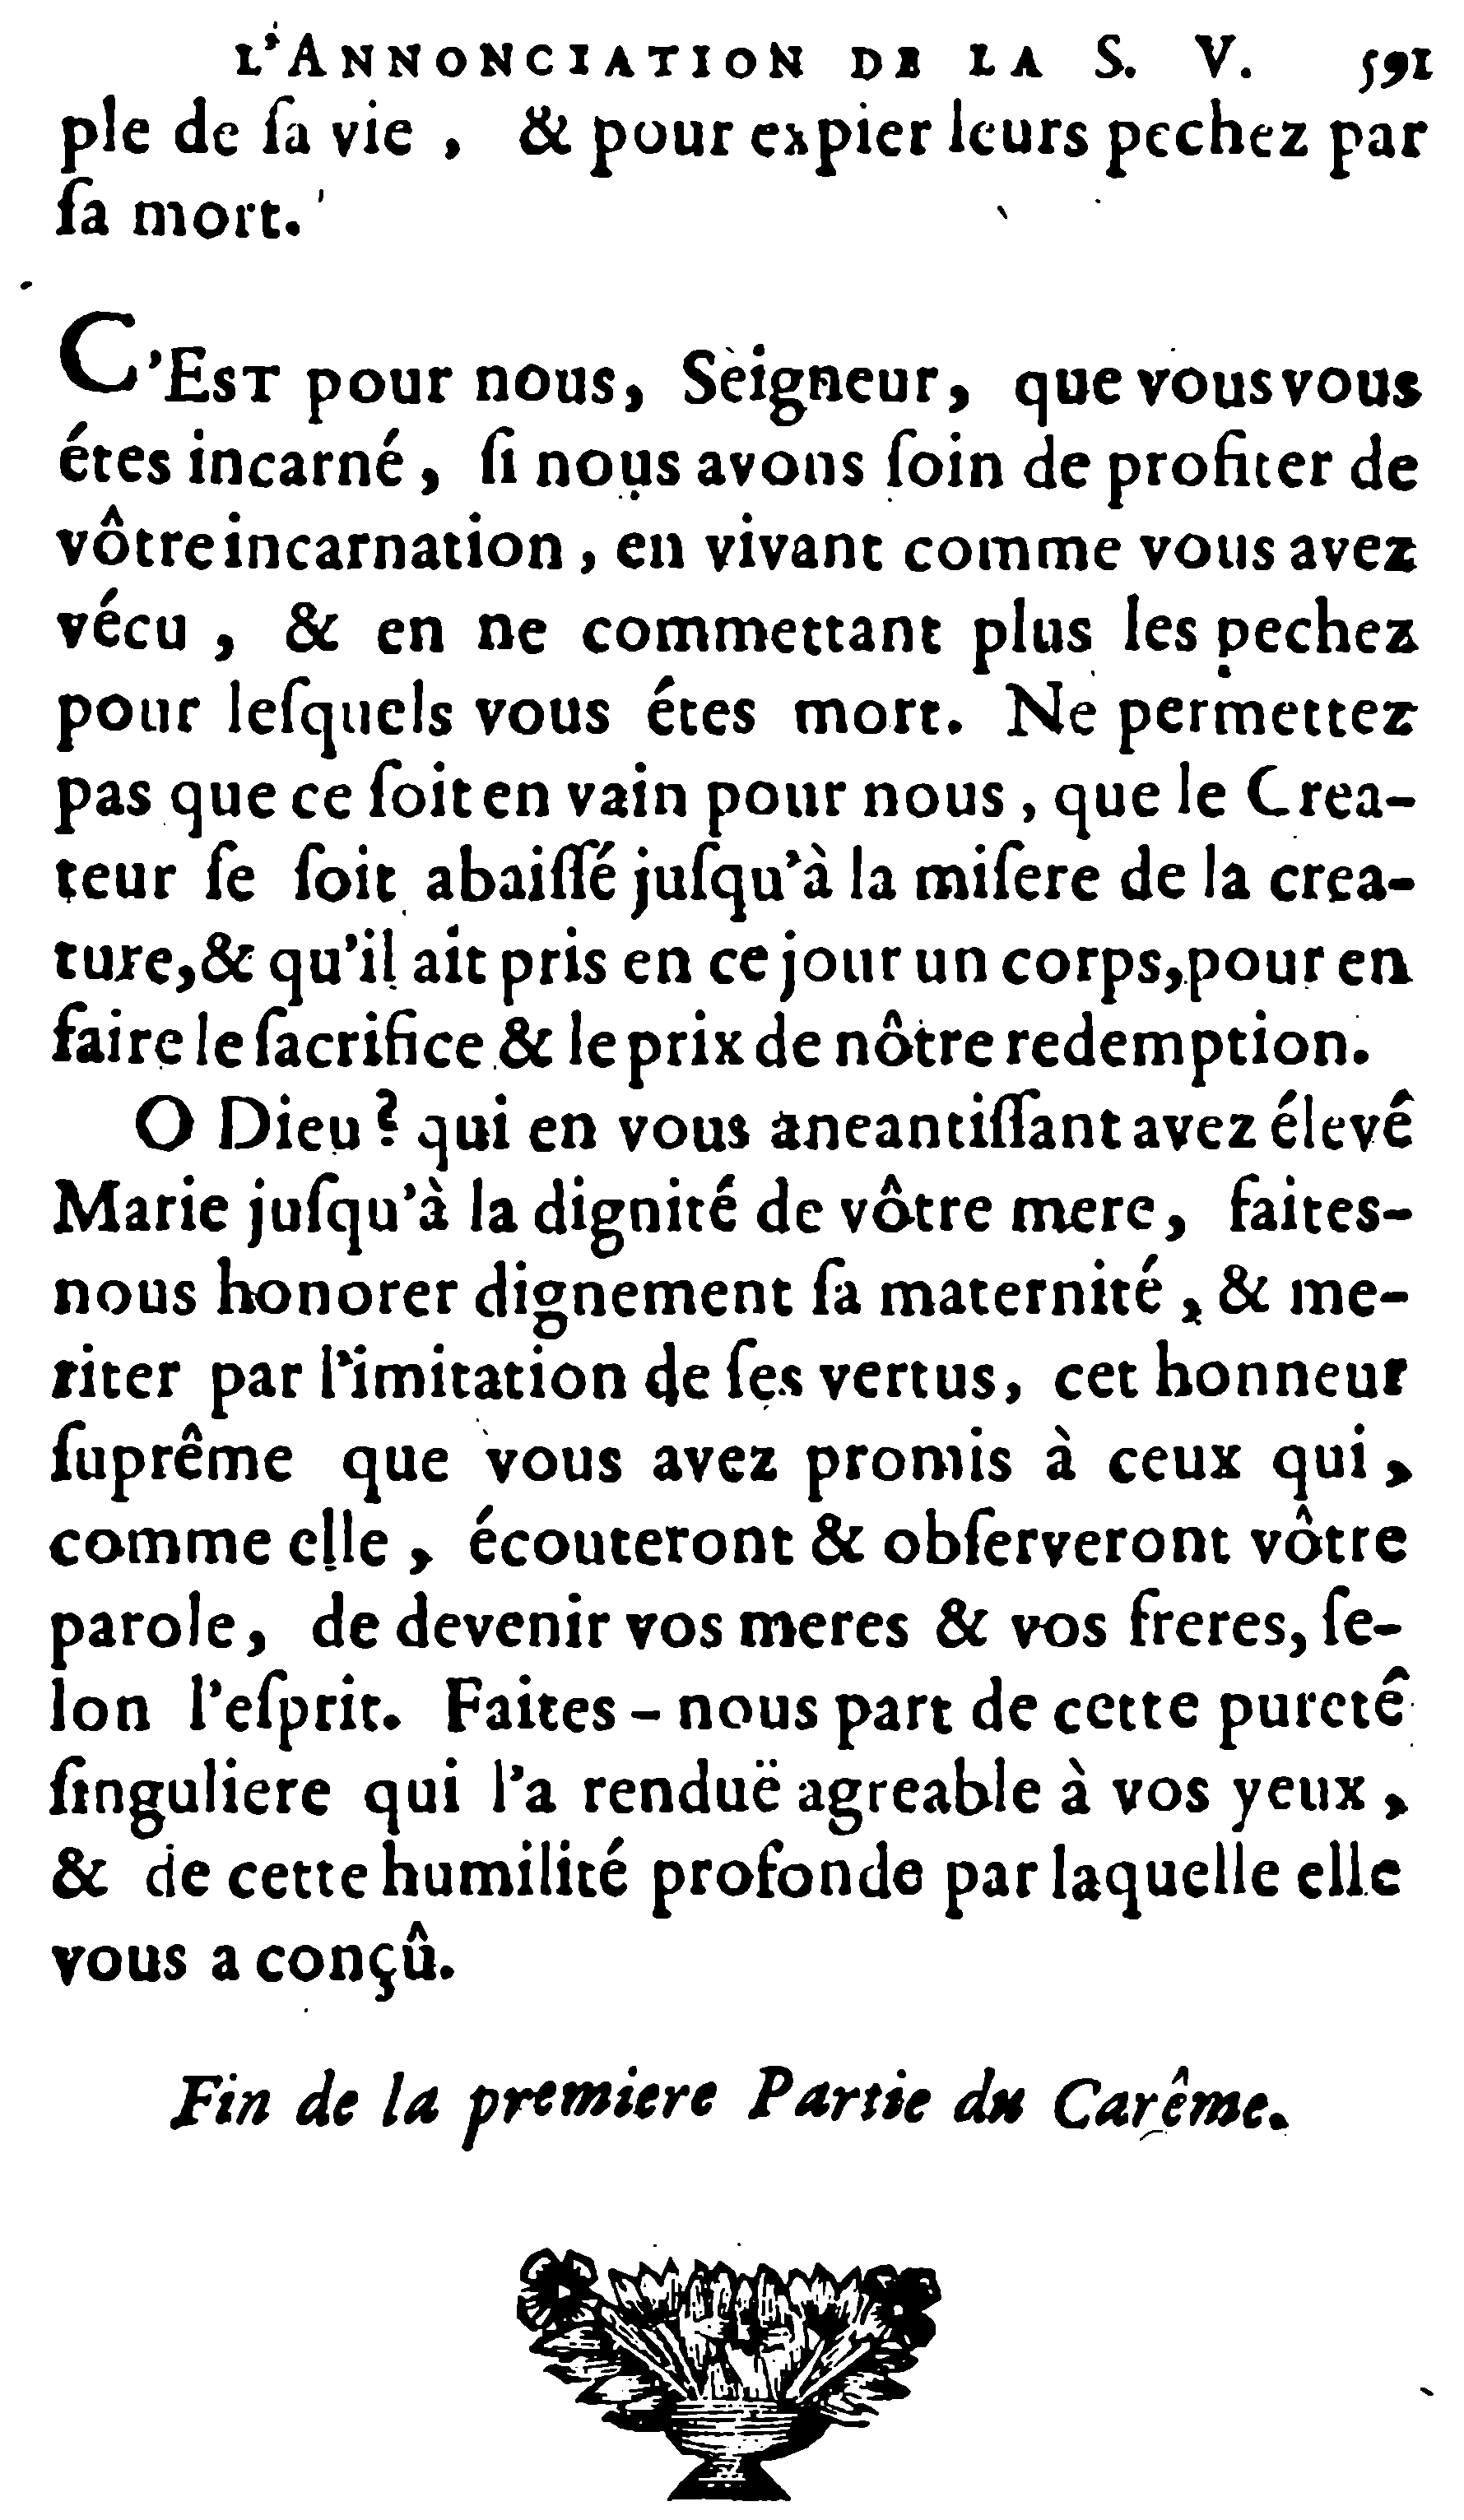 L'ANNONCIATION DE LA S. V. 591
ple de ſa vie , & pour expier leurs pechez par
ſa mort.
C'EST pour nous, Seigneur, que vous vous
étes incarné , ſi nous avons ſoin de profiter de
vôtre incarnation , en vivant comme vous avez
vécu , & en ne commettant plus les pechez
pour leſquels vous étes mort. Ne permettez
pas que ce ſoit en vain pour nous , que le Crea-
teur ſe ſoit abaiſſé juſqu'à la miſere de la crea-
ture, & qu'il ait pris en ce jour un corps, pour en
faire le ſacrifice & le prix de nôtre redemption.
O Dieu ? qui en vous aneantiſſant avez élevé
Marie juſqu'à la dignité de vôtre mere, faites-
nous honorer dignement ſa maternité , & me-
riter par l'imitation de ſes vertus, cet honneur
ſuprême que vous avez promis à ceux qui ,
comme elle , écouteront & obſerveront vôtre
parole, de devenir vos meres & vos freres, ſe-
lon l'eſprit. Faites - nous part de cette pureté
ſinguliere qui l'a renduë agreable à vos yeux ,
& de cette humilité profonde par laquelle elle
vous a conçû.
Fin de la premiere Partie du Carême.